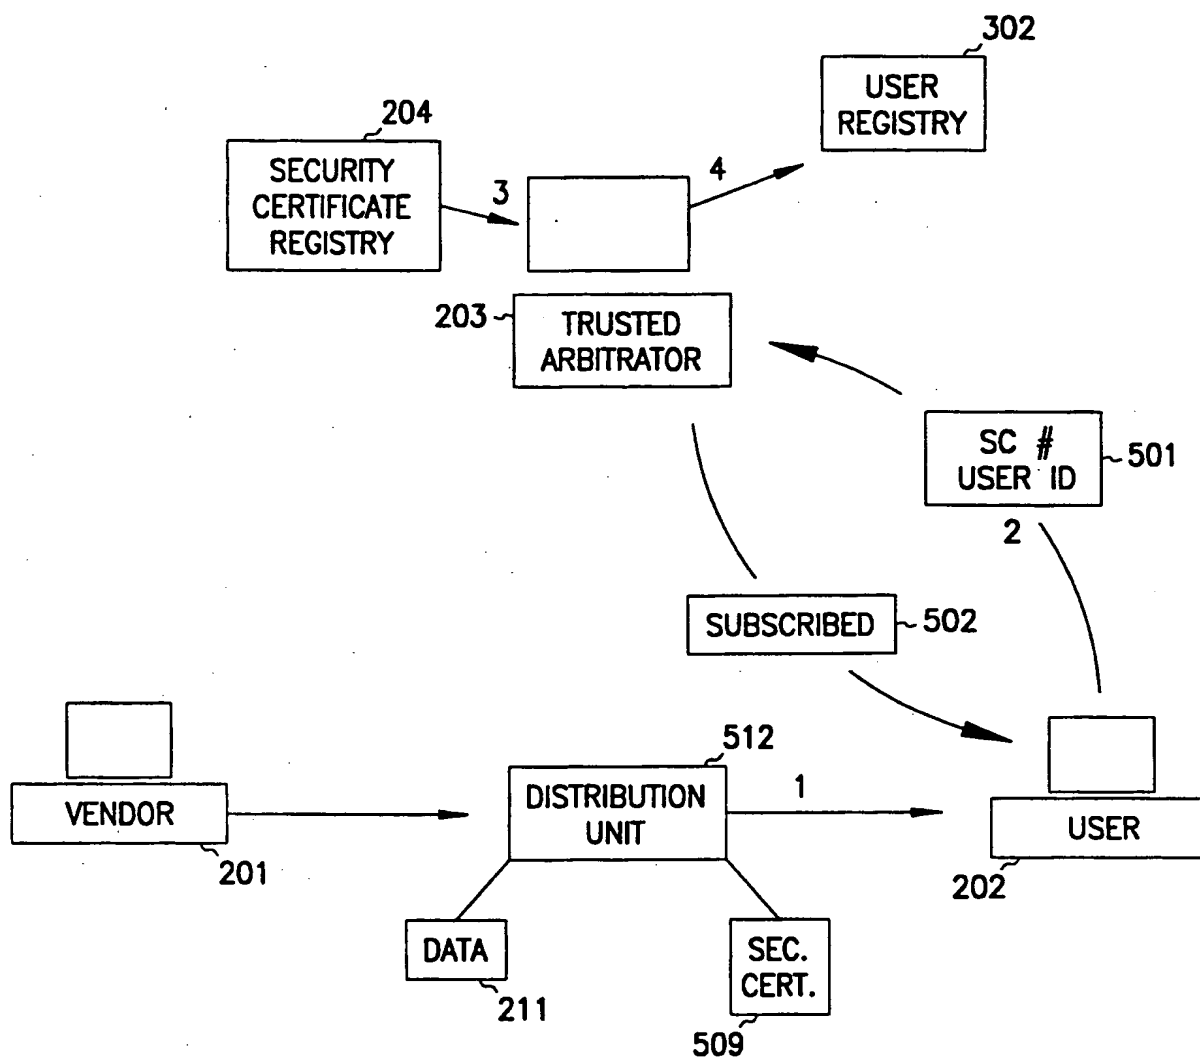 302
USER
REGISTRY
204
SECURITY
CERTIFICATE
REGISTRY
3
4
203
TRUSTED
ARBITRATOR
SC #
USER ID
501
2
SUBSCRIBED
502
VENDOR
201
512
DISTRIBUTION
UNIT
1
USER
202
DATA
211
SEC.
CERT.
509